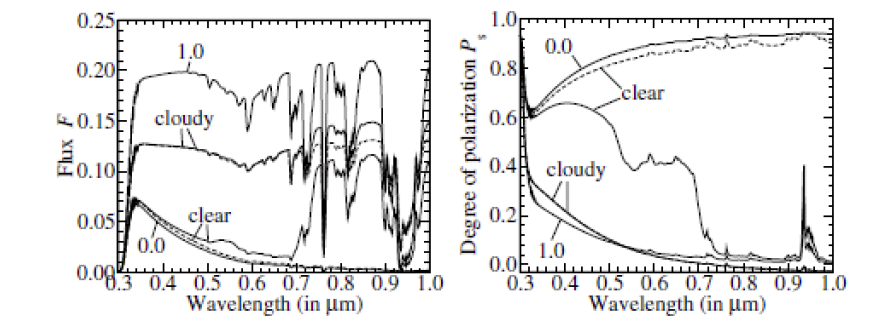 0.25
0.20
0.15
0.10
0.05
0.00
Flux F
1.0
cloudy
clear
0.0
0.3 0.4 0.5 0.6 0.7 0.8 0.9 1.0
Wavelength (in μm)
1.0
0.8
0.6
0.4
0.2
0.0
Degree of polarization Ps
0.0
clear
cloudy
1.0
0.3 0.4 0.5 0.6 0.7 0.8 0.9 1.0
Wavelength (in μm)